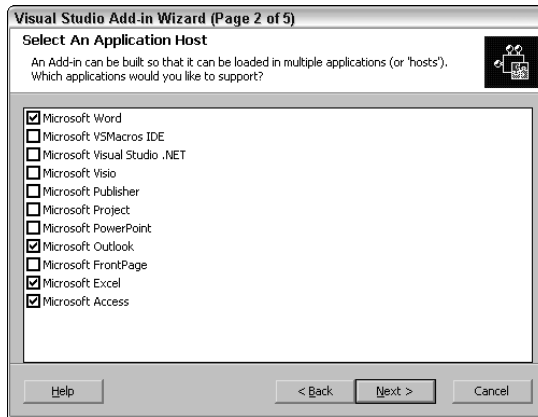 Visual Studio Add-in Wizard (Page 2 of 5)
Select An Application Host
An Add-in can be built so that it can be loaded in multiple applications (or 'hosts').
Which applications would you like to support?
Microsoft Word
Microsoft VSMacros IDE
Microsoft Visual Studio .NET
Microsoft Visio
Microsoft Publisher
Microsoft Project
Microsoft PowerPoint
Microsoft Outlook
Microsoft FrontPage
Microsoft Excel
Microsoft Access
Help < Back Next > Cancel